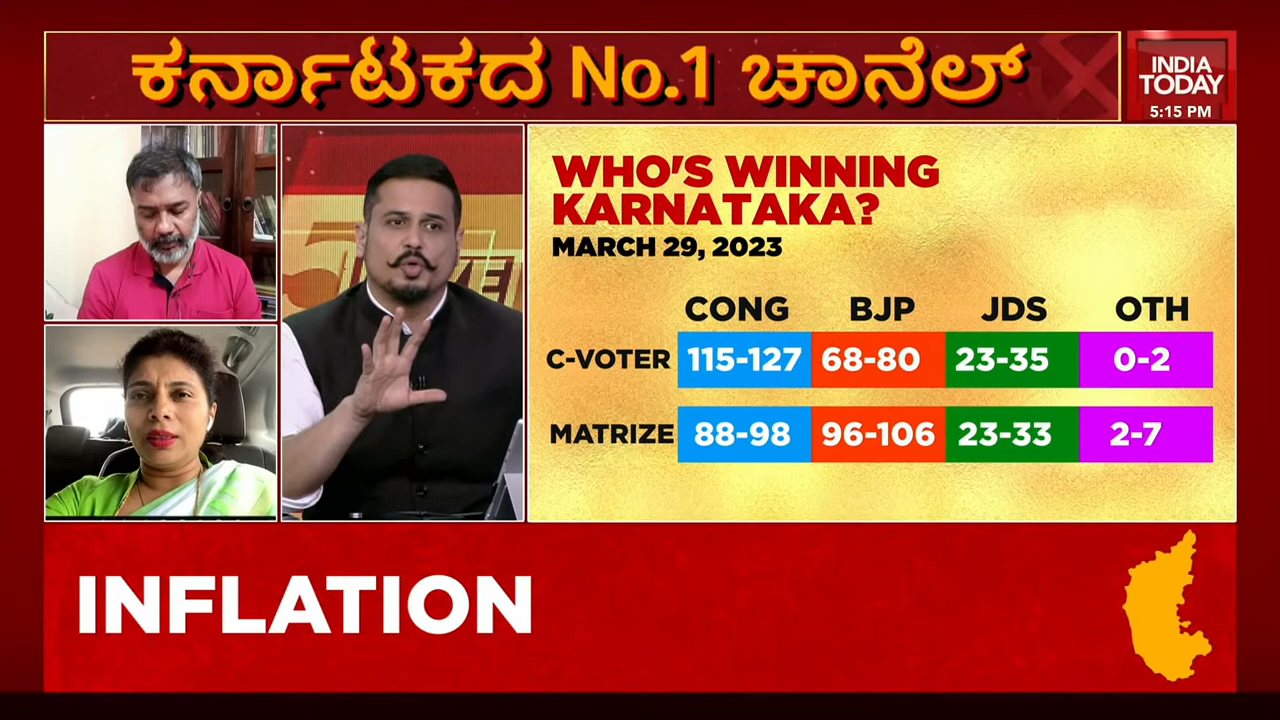 ಕರ್ನಾಟಕದ No.1 ಚಾನೆಲ್
INDIA
TODAY
5:15 PM
WHO'S WINNING
KARNATAKA?
MARCH 29, 2023
CONG BJP JDS OTH
C-VOTER 115-127 68-80 23-35 0-2
MATRIZE 88-98 96-106 23-33 2-7
INFLATION